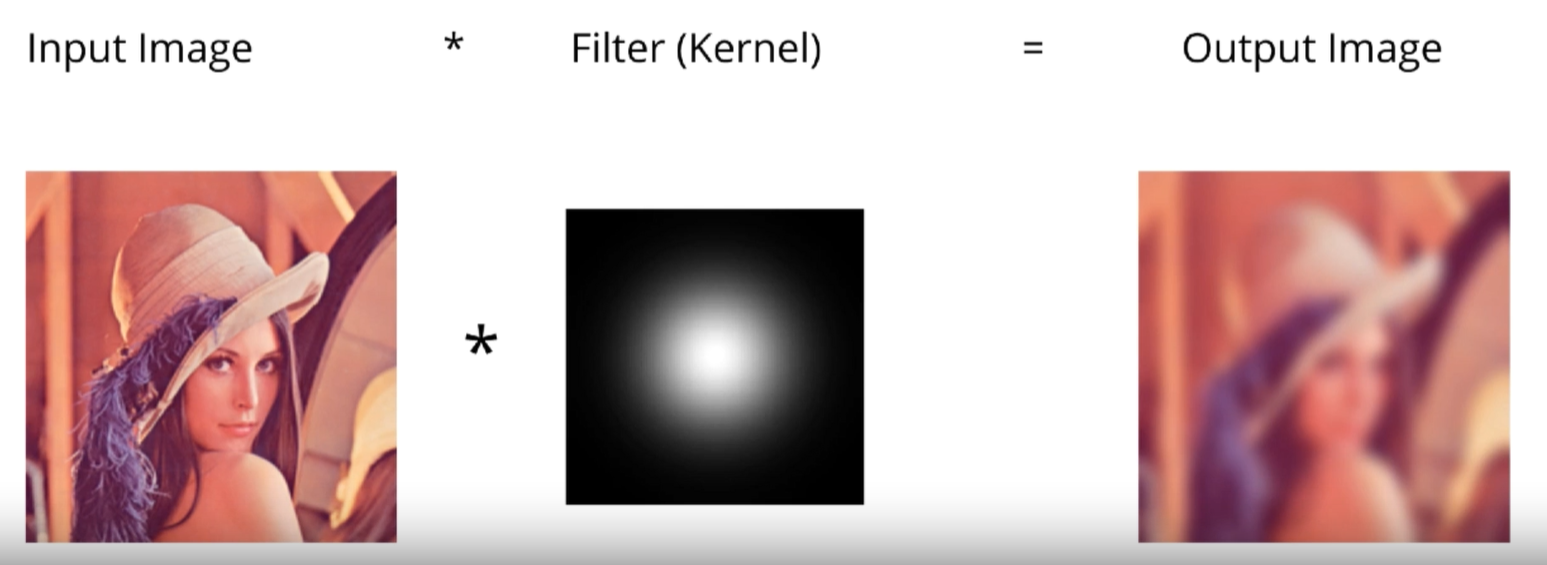 Input Image * Filter (Kernel) = Output Image
*